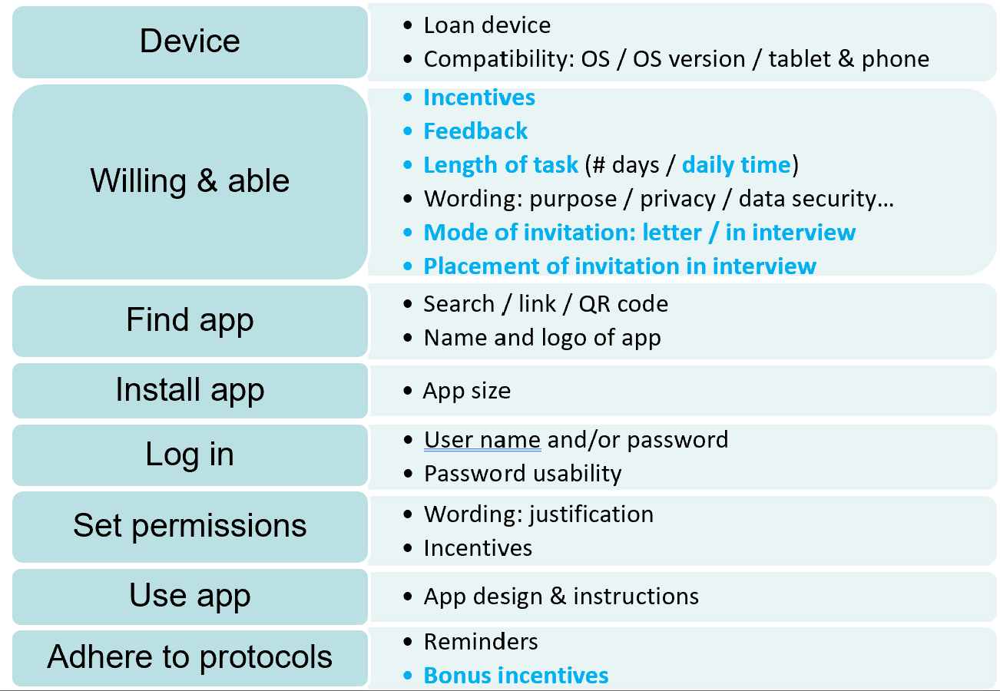 Device
• Loan device
• Compatibility: OS / OS version / tablet & phone
Willing & able
• Incentives
• Feedback
• Length of task (# days / daily time)
• Wording: purpose / privacy / data security…
• Mode of invitation: letter / in interview
• Placement of invitation in interview
Find app
• Search / link / QR code
• Name and logo of app
Install app
• App size
Log in
• User name and/or password
• Password usability
Set permissions
• Wording: justification
• Incentives
Use app
• App design & instructions
Adhere to protocols
• Reminders
• Bonus incentives